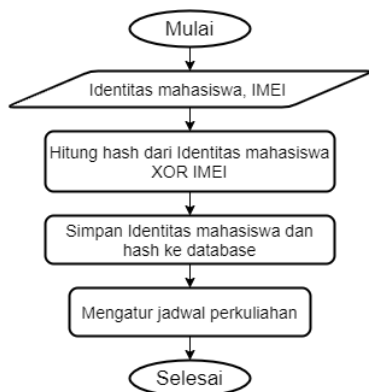 Mulai
Identitas mahasiswa, IMEI
Hitung hash dari Identitas mahasiswa
XOR IMEI
Simpan Identitas mahasiswa dan
hash ke database
Mengatur jadwal perkuliahan
Selesai